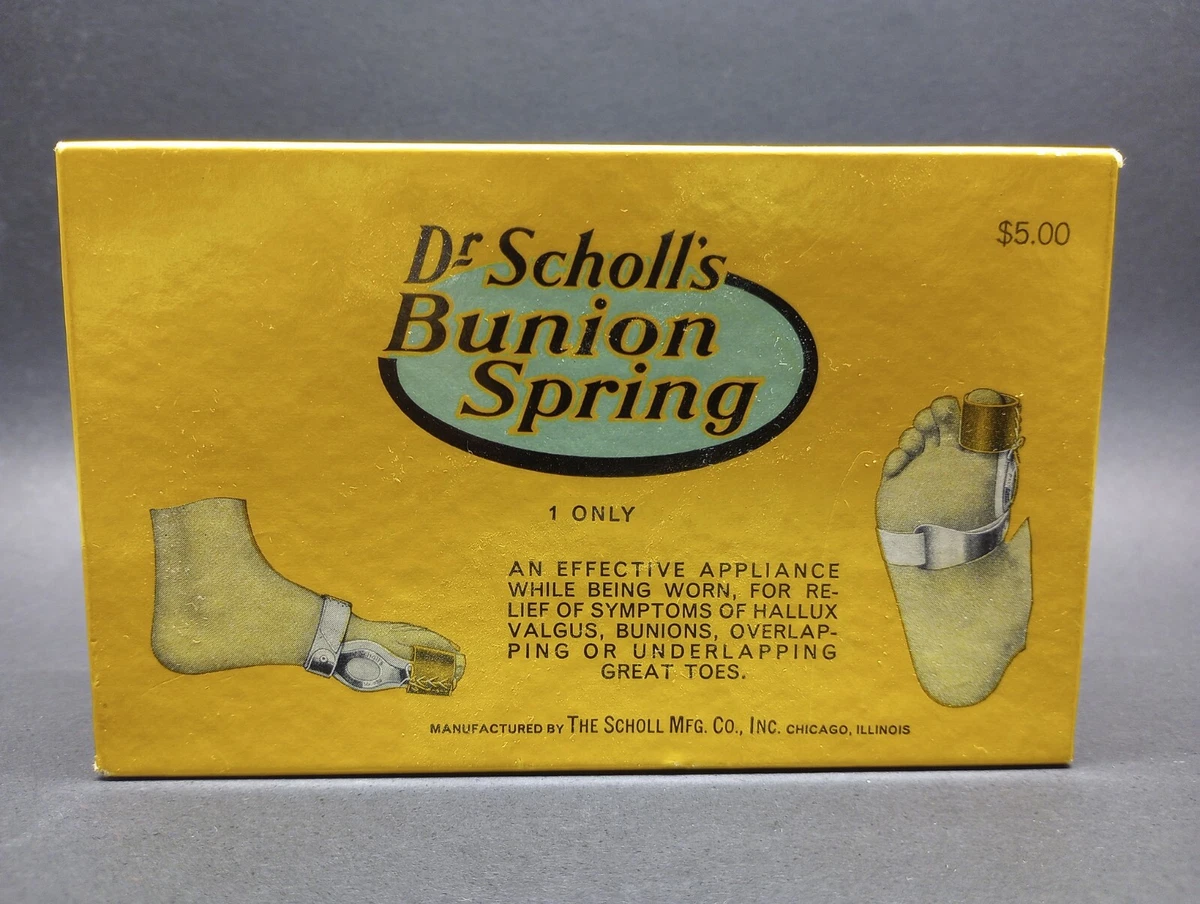 $5.00
Dr Scholl's
Bunion
Spring
1 ONLY
AN EFFECTIVE APPLIANCE
WHILE BEING WORN, FOR RE-
LIEF OF SYMPTOMS OF HALLUX
VALGUS, BUNIONS, OVERLAP-
PING OR UNDERLAPPING
GREAT TOES.
MANUFACTURED BY THE SCHOLL MFG. CO., INC. CHICAGO, ILLINOIS